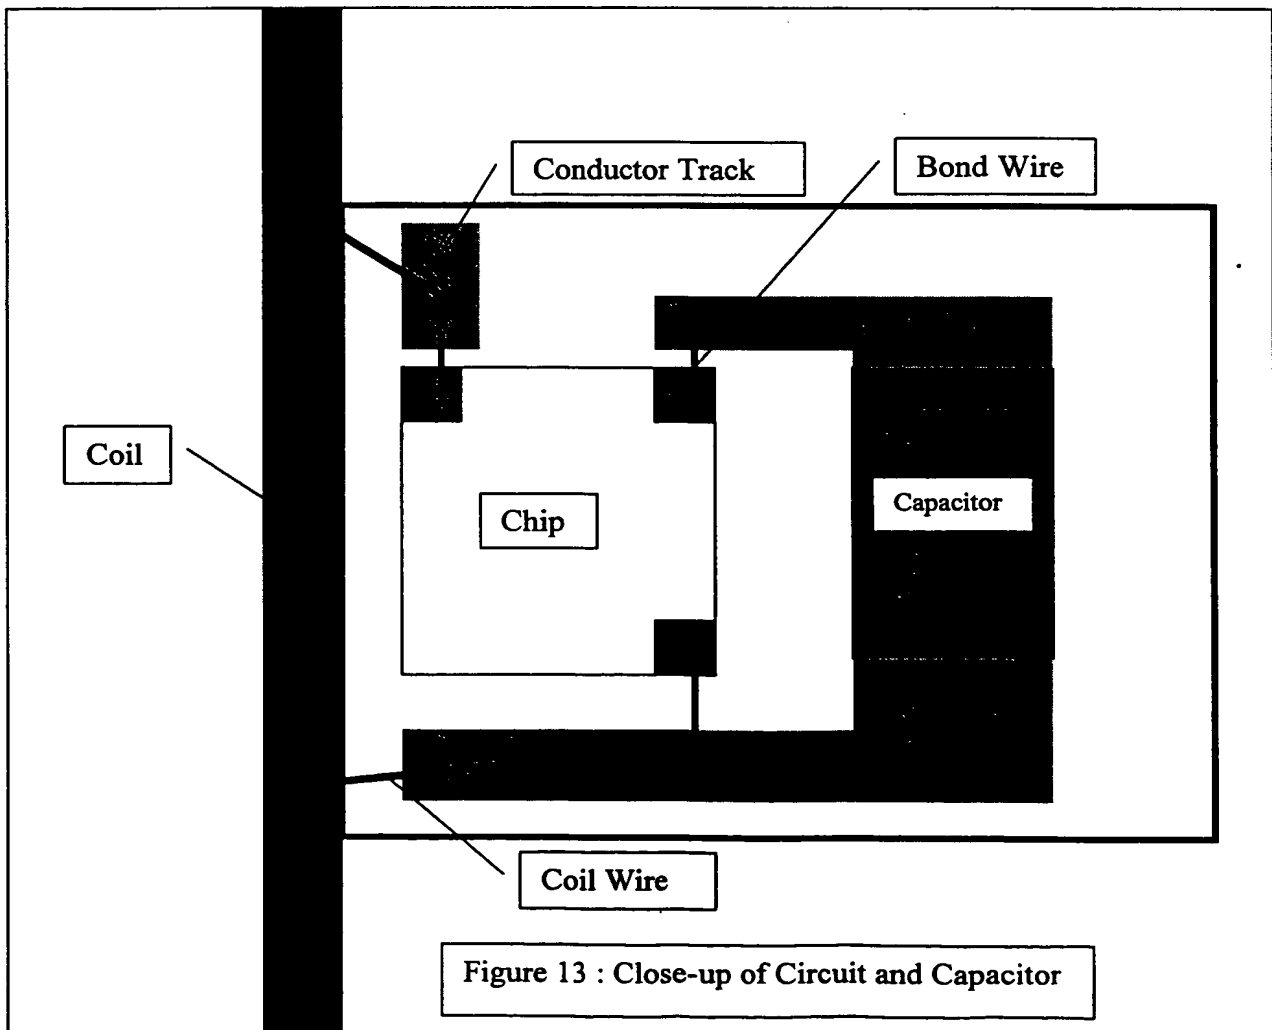 Conductor Track
Bond Wire
Coil
Chip
Capacitor
Coil Wire
Figure 13 : Close-up of Circuit and Capacitor